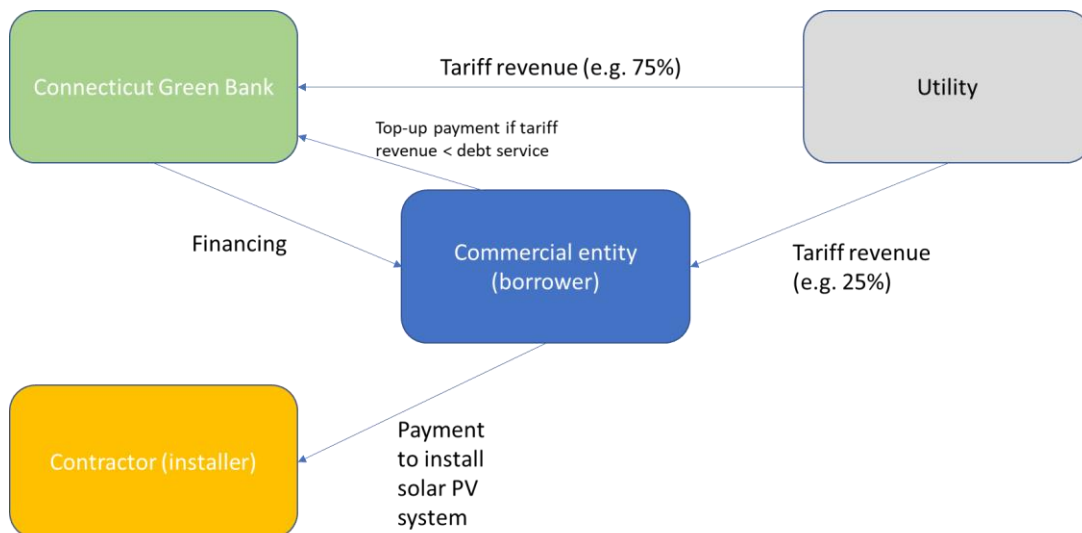 Connecticut Green Bank
Tariff revenue (e.g. 75%)
Utility
Top-up payment if tariff
revenue < debt service
Financing
Commercial entity
(borrower)
Tariff revenue
(e.g. 25%)
Contractor (installer)
Payment
to install
solar PV
system